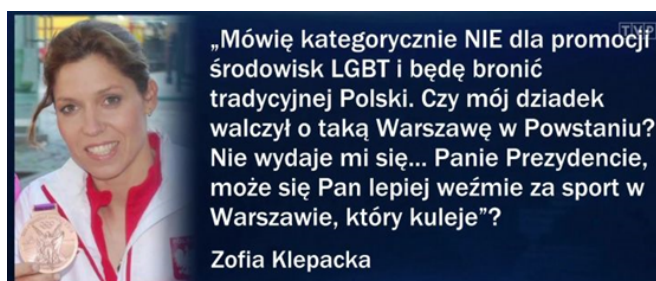 TVP
„Mówię kategorycznie NIE dla promocji
środowisk LGBT i będę bronić
tradycyjnej Polski. Czy mój dziadek
walczył o taką Warszawę w Powstaniu?
Nie wydaje mi się... Panie Prezydencie,
może się Pan lepiej weźmie za sport w
Warszawie, który kuleje”?
Zofia Klepacka